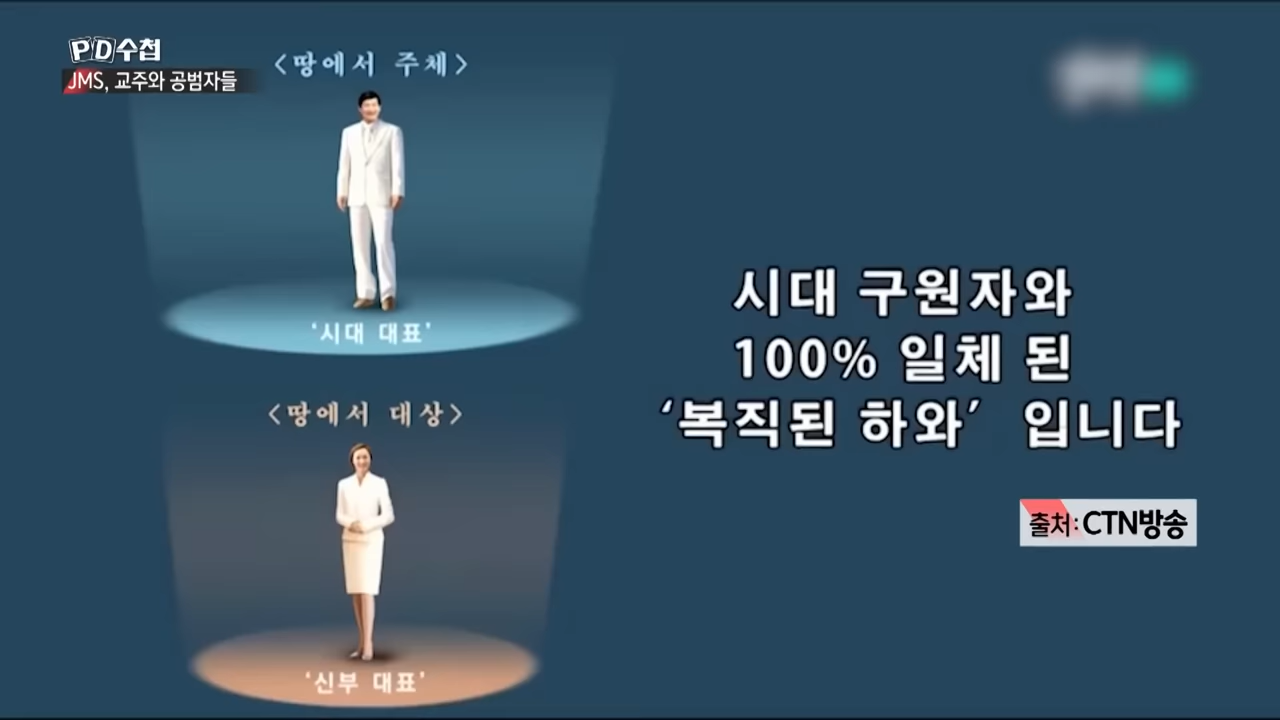 PD수첩
JMS, 교주와 공범자들
<땅에서 주체>
'시대 대표'
<땅에서 대상>
'신부 대표'
시대 구원자와
100% 일체 된
'복직된 하와' 입니다
출처: CTN방송